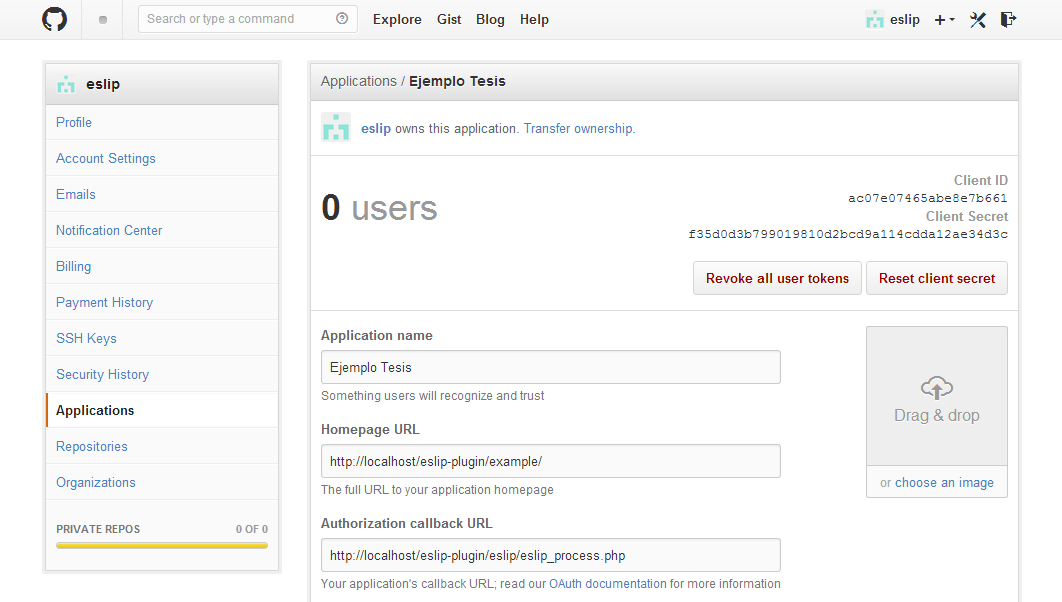 Search or type a command
Explore Gist Blog Help
eslip
eslip
Profile
Account Settings
Emails
Notification Center
Billing
Payment History
SSH Keys
Security History
Applications
Repositories
Organizations
PRIVATE REPOS 0 OF 0
Applications / Ejemplo Tesis
eslip owns this application. Transfer ownership.
0 users
Client ID
ac07e07465abe8e7b661
Client Secret
f35d0d3b799019810d2bcd9a114cdda12ae34d3c
Revoke all user tokens Reset client secret
Application name
Ejemplo Tesis
Something users will recognize and trust
Homepage URL
http://localhost/eslip-plugin/example/
The full URL to your application homepage
Authorization callback URL
http://localhost/eslip-plugin/eslip/eslip_process.php
Your application's callback URL; read our OAuth documentation for more information
Drag & drop
or choose an image